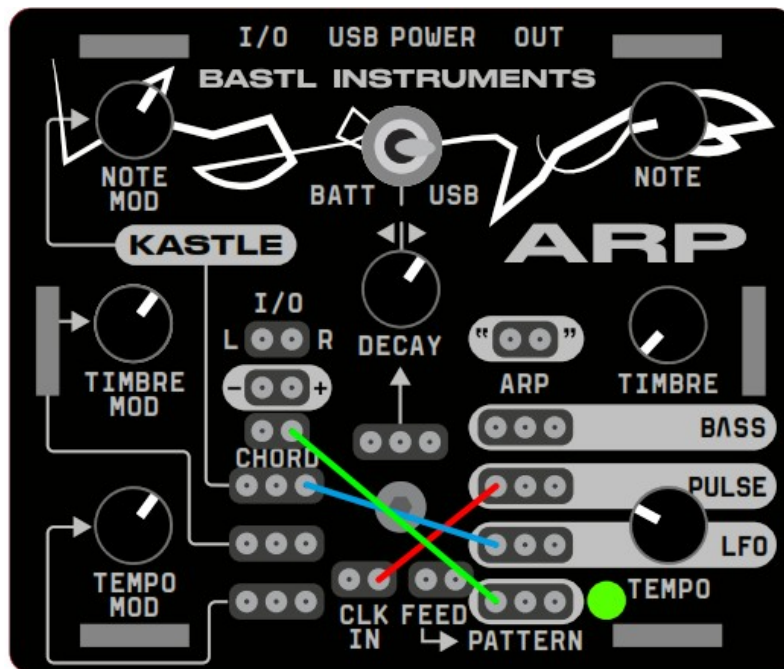 I/O USB POWER OUT
BASTL INSTRUMENTS
NOTE MOD
BATT USB
NOTE
KASTLE
ARP
I/O
L R
DECAY
" "
TIMBRE MOD
- +
ARP
TIMBRE
BASS
CHORD
PULSE
LFO
TEMPO MOD
CLK IN
FEED
PATTERN
TEMPO